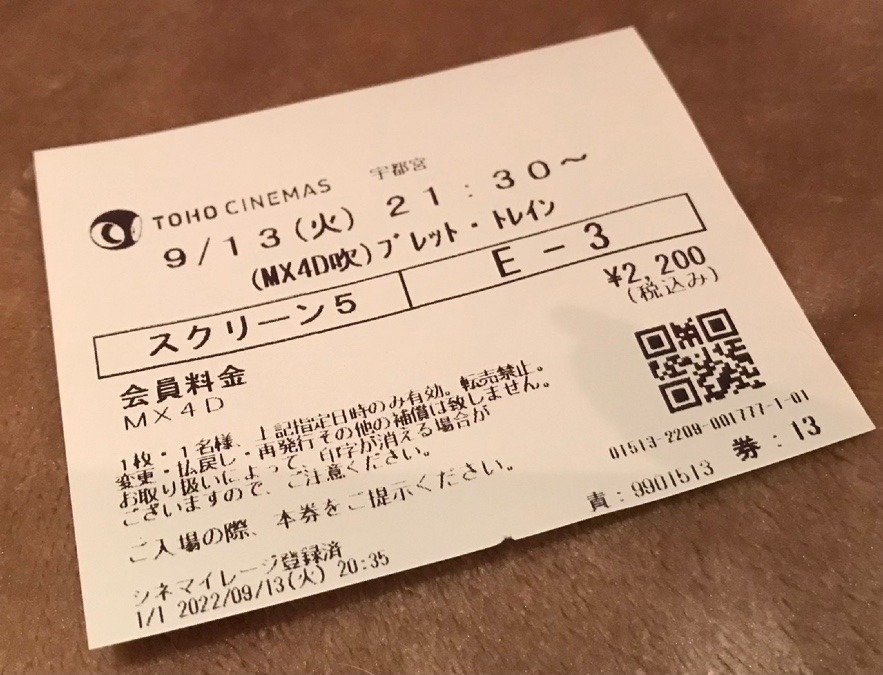 TOHO CINEMAS 宇都宮
9/13(火) 21:30～
(MX4D吹)ブレット・トレイン
スクリーン5 E-3
¥2,200
(税込み)
会員料金
MX4D
1枚・1名様、上記指定日時のみ有効。転売禁止。
変更・払戻し・再発行その他の補償は致しません。
お取り扱いによって、印字が消える場合が
ございますので、ご注意ください。
01513-2209-001777-1-01
ご入場の際、本券をご提示ください。
責:9901513 券:13
シネマイレージ登録済
1/1 2022/09/13(火) 20:35